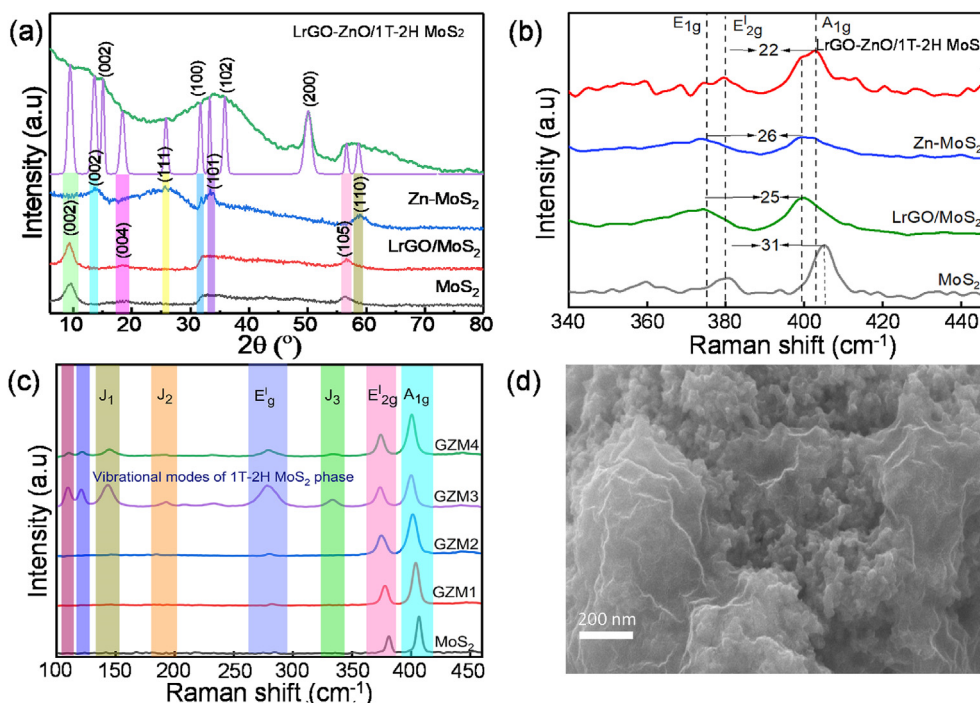 (a)
LrGO-ZnO/1T-2H MoS₂
(002)
(100)
(102)
(200)
(002)
(111)
(101)
Zn-MoS₂
(002)
(004)
(105)
(110)
LrGO/MoS₂
MoS₂
Intensity (a.u)
10 20 30 40 50 60 70 80
2θ (°)
(b)
E1g E^I2g A1g
22
LrGO-ZnO/1T-2H MoS
26
Zn-MoS₂
25
LrGO/MoS₂
31
MoS₂
Intensity (a.u)
340 360 380 400 420 440
Raman shift (cm⁻¹)
(c)
J₁ J₂ E^Ig J₃ E^I2g A1g
GZM4
Vibrational modes of 1T-2H MoS₂ phase
GZM3
GZM2
GZM1
MoS₂
Intensity (a.u)
100 150 200 250 300 350 400 450
Raman shift (cm⁻¹)
(d)
200 nm